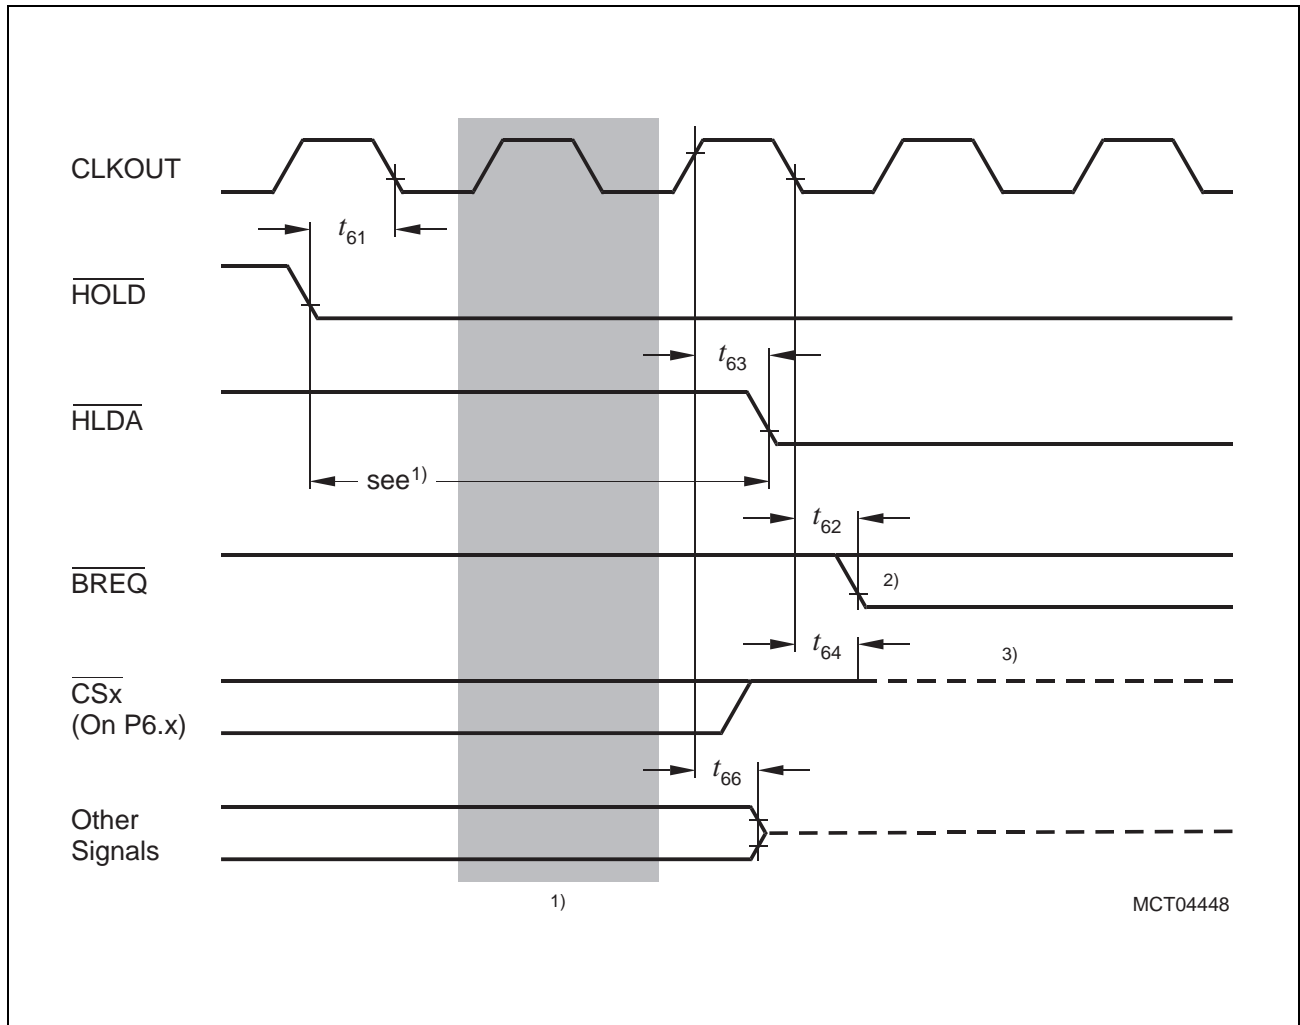 CLKOUT
t61
HOLD
t63
HLDA
see1)
t62
BREQ
2)
t64
3)
CSx
(On P6.x)
t66
Other
Signals
1)
MCT04448